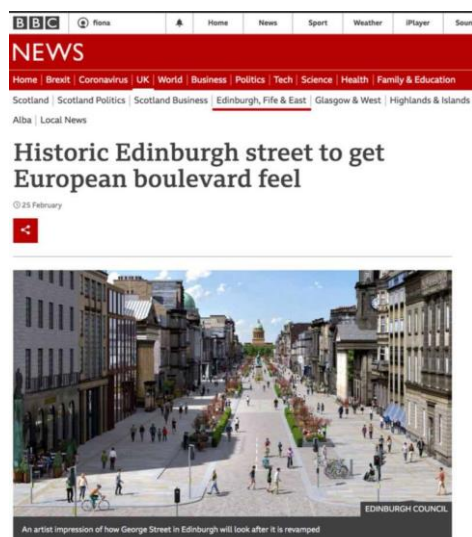 BBC fiona Home News Sport Weather iPlayer Soun
NEWS
Home Brexit Coronavirus UK World Business Politics Tech Science Health Family & Education
Scotland Scotland Politics Scotland Business Edinburgh, Fife & East Glasgow & West Highlands & Islands
Alba Local News
Historic Edinburgh street to get
European boulevard feel
25 February
EDINBURGH COUNCIL
An artist impression of how George Street in Edinburgh will look after it is revamped